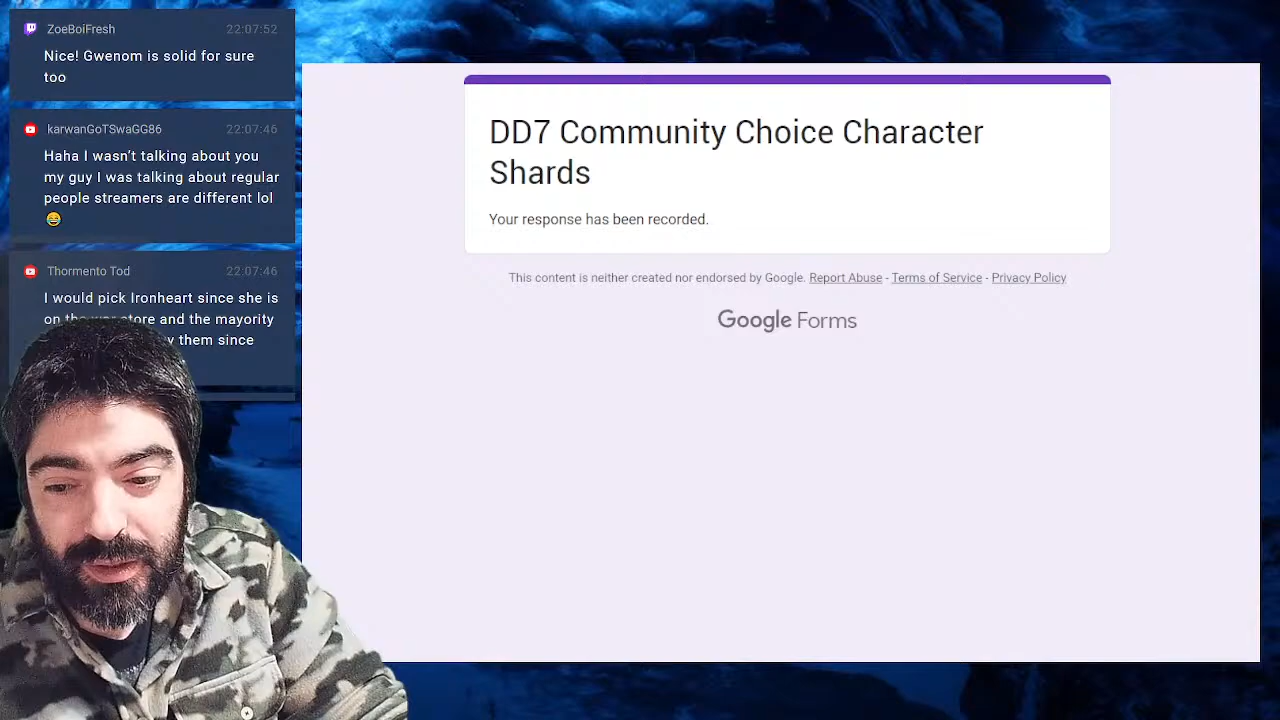 ZoeBoiFresh 22:07:52
Nice! Gwenom is solid for sure
too
karwanGoTSwaGG86 22:07:46
Haha I wasn't talking about you
my guy I was talking about regular
people streamers are different lol
Thormento Tod 22:07:46
I would pick Ironheart since she is
on the war store and the mayority
them since
DD7 Community Choice Character
Shards
Your response has been recorded.
This content is neither created nor endorsed by Google. Report Abuse - Terms of Service - Privacy Policy
Google Forms